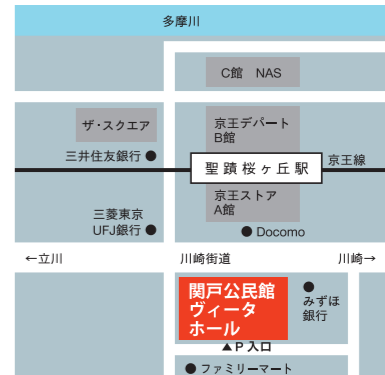 多摩川
C館 NAS
ザ・スクエア
京王デパート
B館
三井住友銀行
聖蹟桜ヶ丘駅
京王線
京王ストア
A館
三菱東京
UFJ銀行
Docomo
←立川
川崎街道
川崎→
関戸公民館
ヴィータ
ホール
みずほ
銀行
▲P入口
ファミリーマート